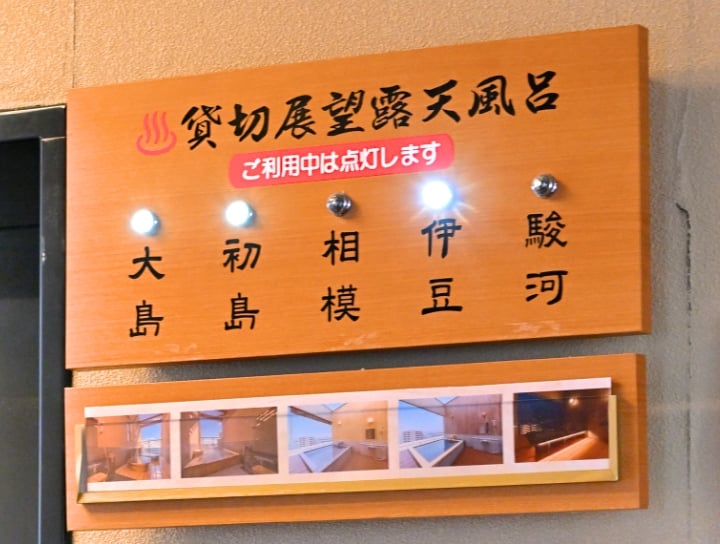 貸切展望露天風呂
ご利用中は点灯します
大島
初島
相模
伊豆
駿河